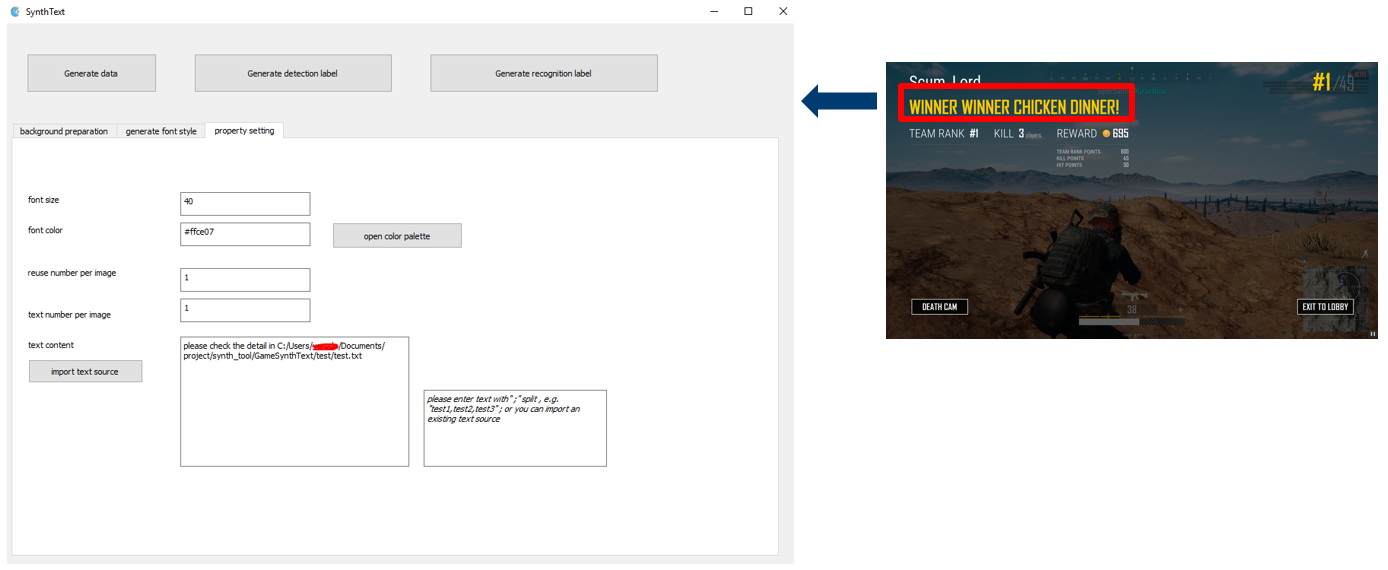 SynthText
Generate data
Generate detection label
Generate recognition label
background preparation
generate font style
property setting
font size
40
font color
#ffce07
open color palette
reuse number per image
1
text number per image
1
text content
import text source
please check the detail in C:/Users/ /Documents/
project/synth_tool/GameSynthText/test/test.txt
please enter text with" ;" split , e.g.
"test1,test2,test3" ; or you can import an
existing text source
Scum_Lord
#1/49
WINNER WINNER CHICKEN DINNER!
TEAM RANK #1 KILL 3 players REWARD 695
TEAM RANK POINTS 600
KILL POINTS 45
HIT POINTS 50
38
DEATH CAM
EXIT TO LOBBY